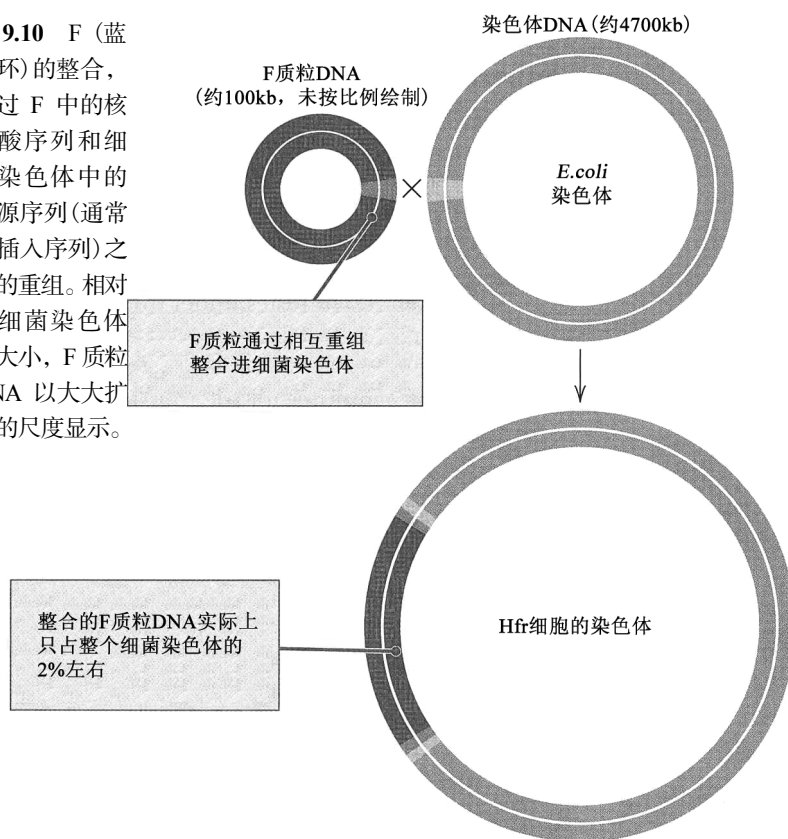 9.10 F (蓝
环)的整合，
过 F 中的核
酸序列和细
染色体中的
源序列(通常
插入序列)之
的重组。相对
细菌染色体
大小，F 质粒
NA 以大大扩
的尺度显示。
F质粒DNA
(约100kb，未按比例绘制)
染色体DNA(约4700kb)
E.coli
染色体
F质粒通过相互重组
整合进细菌染色体
整合的F质粒DNA实际上
只占整个细菌染色体的
2%左右
Hfr细胞的染色体